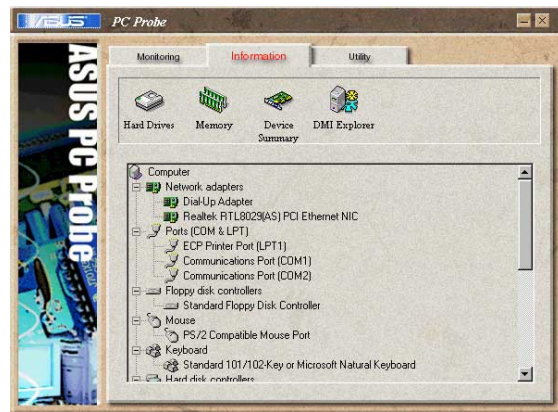 ASUS PC Probe
ASUS PC Probe
Monitoring Information Utility
Hard Drives Memory Device Summary DMI Explorer
Computer
Network adapters
Dial-Up Adapter
Realtek RTL8029(AS) PCI Ethernet NIC
Ports (COM & LPT)
ECP Printer Port (LPT1)
Communications Port (COM1)
Communications Port (COM2)
Floppy disk controllers
Standard Floppy Disk Controller
Mouse
PS/2 Compatible Mouse Port
Keyboard
Standard 101/102-Key or Microsoft Natural Keyboard
Hard disk controllers